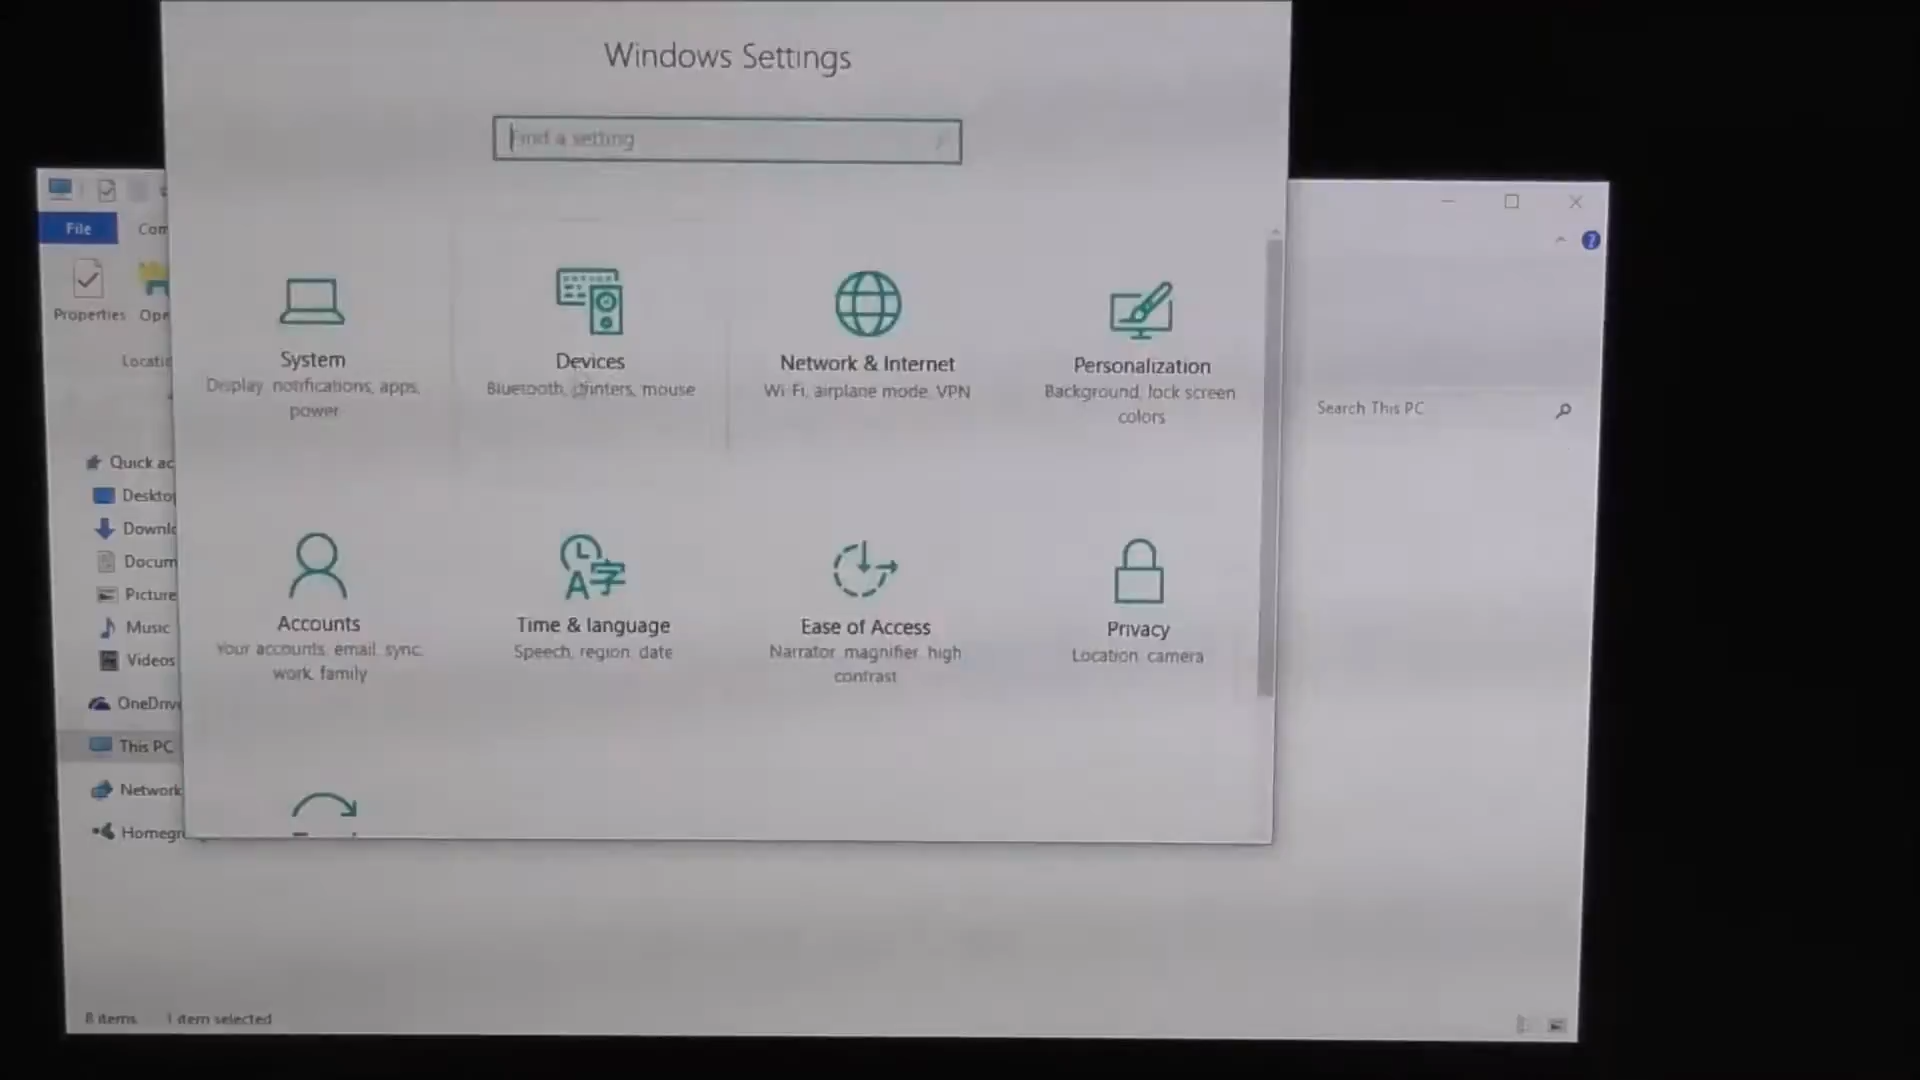 Windows Settings
Find a setting
File
Properties
System
Display, notifications, apps,
power
Devices
Bluetooth, printers, mouse
Network & Internet
Wi-Fi, airplane mode, VPN
Personalization
Background, lock screen,
colors
Accounts
Your accounts, email, sync,
work, family
Time & language
Speech, region, date
Ease of Access
Narrator, magnifier, high
contrast
Privacy
Location, camera
Search This PC
Quick ac
Deskto
Downl
Docum
Picture
Music
Videos
OneDriv
This PC
Network
Homegr
8 items
1 item selected